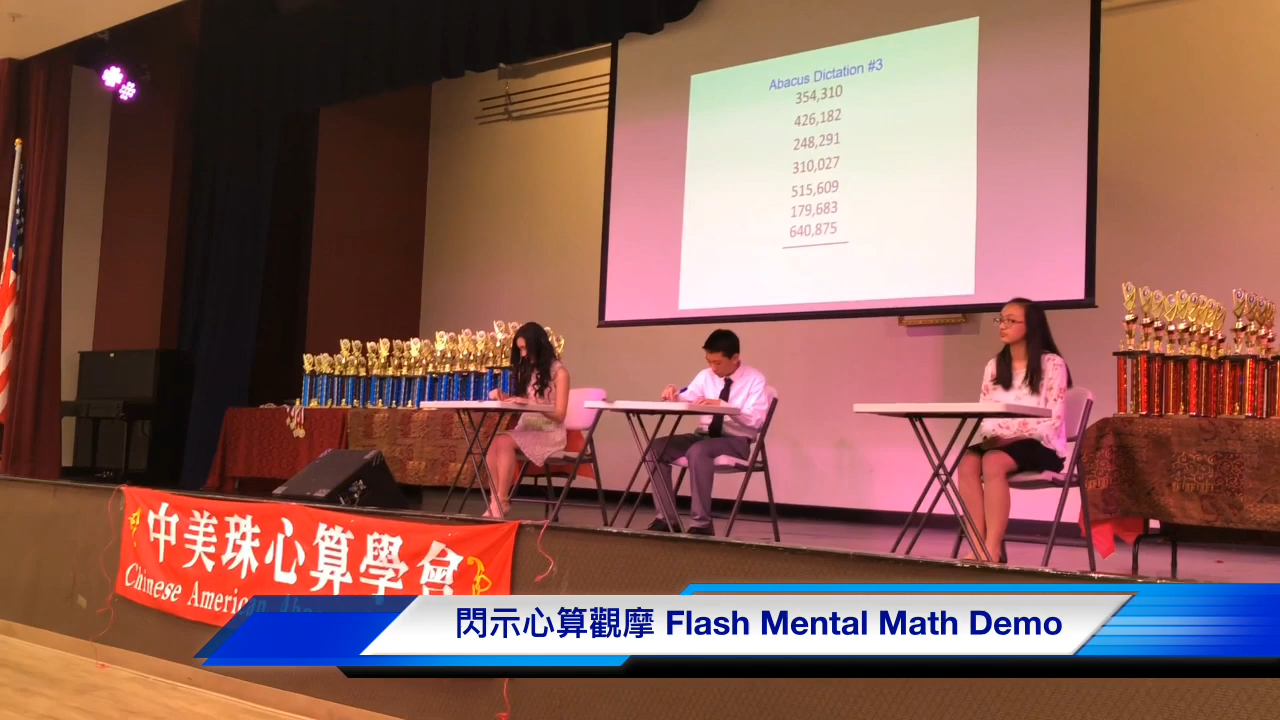 Abacus Dictation #3
354,310
426,182
248,291
310,027
515,609
179,683
640,875
中美珠心算學會
Chinese American
閃示心算觀摩 Flash Mental Math Demo